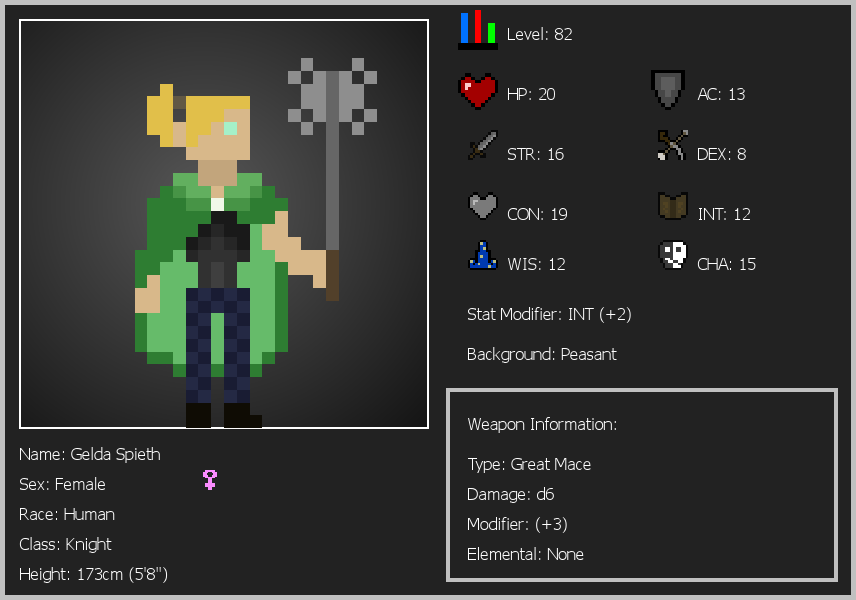 Level: 82
HP: 20
AC: 13
STR: 16
DEX: 8
CON: 19
INT: 12
WIS: 12
CHA: 15
Stat Modifier: INT (+2)
Background: Peasant
Weapon Information:
Type: Great Mace
Damage: d6
Modifier: (+3)
Elemental: None
Name: Gelda Spieth
Sex: Female
Race: Human
Class: Knight
Height: 173cm (5'8")